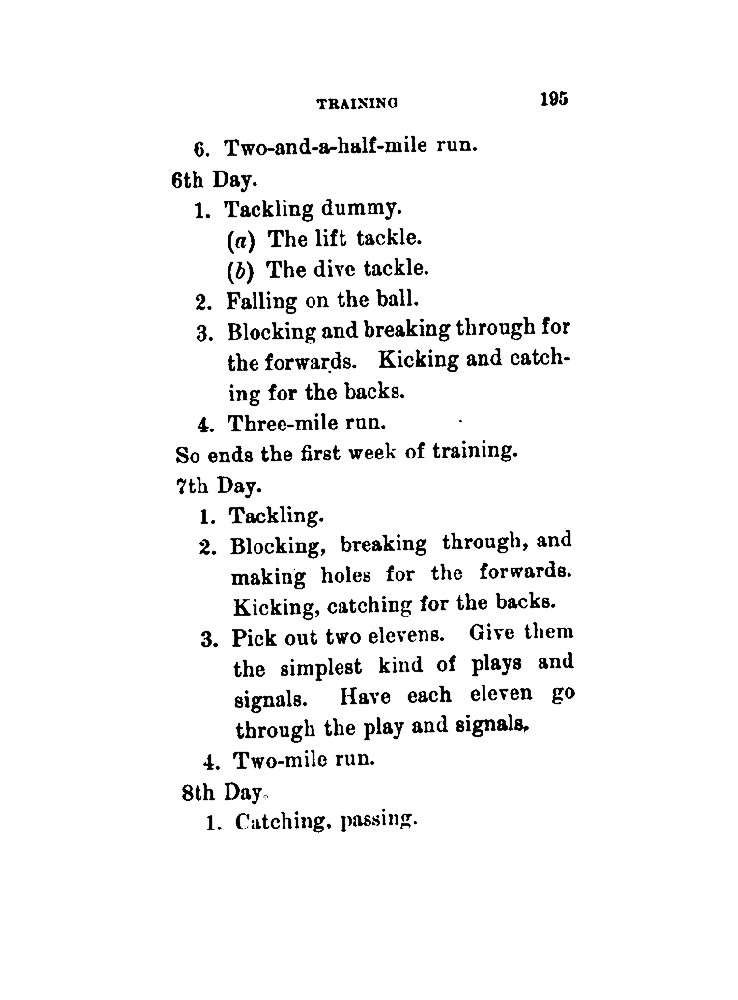 TRAINING 195
6. Two-and-a-half-mile run.
6th Day.
1. Tackling dummy.
(a) The lift tackle.
(b) The dive tackle.
2. Falling on the ball.
3. Blocking and breaking through for
the forwards. Kicking and catch-
ing for the backs.
4. Three-mile run.
So ends the first week of training.
7th Day.
1. Tackling.
2. Blocking, breaking through, and
making holes for the forwards.
Kicking, catching for the backs.
3. Pick out two elevens. Give them
the simplest kind of plays and
signals. Have each eleven go
through the play and signals.
4. Two-mile run.
8th Day.
1. Catching, passing.